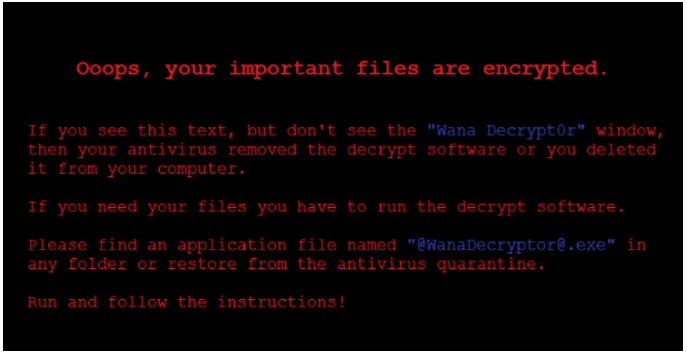 Ooops, your important files are encrypted.
If you see this text, but don't see the "Wana Decrypt0r" window,
then your antivirus removed the decrypt software or you deleted
it from your computer.
If you need your files you have to run the decrypt software.
Please find an application file named "@WanaDecryptor@.exe" in
any folder or restore from the antivirus quarantine.
Run and follow the instructions!